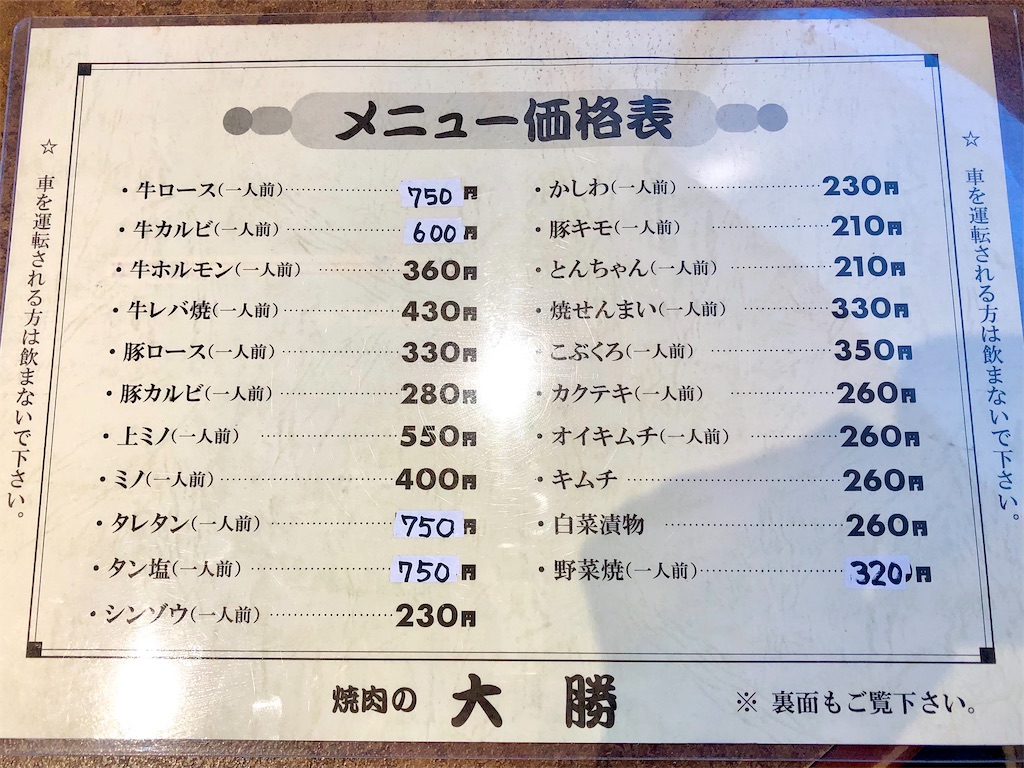 メニュー価格表
・牛ロース(一人前)………………750円
・牛カルビ(一人前)………………600円
・牛ホルモン(一人前)……………360円
・牛レバ焼(一人前)………………430円
・豚ロース(一人前)………………330円
・豚カルビ(一人前)………………280円
・上ミノ(一人前)…………………550円
・ミノ(一人前)……………………400円
・タレタン(一人前)………………750円
・タン塩(一人前)…………………750円
・シンゾウ(一人前)………………230円
・かしわ(一人前)…………………230円
・豚キモ(一人前)…………………210円
・とんちゃん(一人前)……………210円
・焼せんまい(一人前)……………330円
・こぶくろ(一人前)………………350円
・カクテキ(一人前)………………260円
・オイキムチ(一人前)……………260円
・キムチ……………………………260円
・白菜漬物…………………………260円
・野菜焼(一人前)…………………320円
☆ 車を運転される方は飲まないで下さい。
☆ 車を運転される方は飲まないで下さい。
焼肉の 大勝
※ 裏面もご覧下さい。